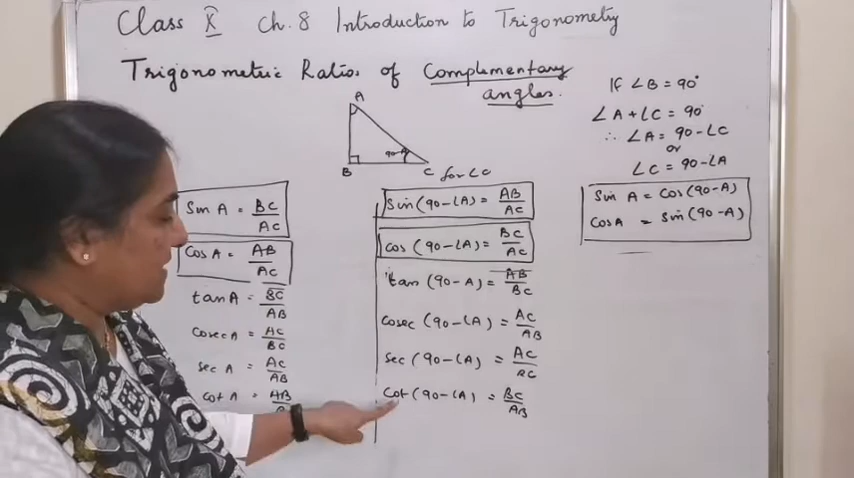 Class X Ch. 8 Introduction to Trigonometry
Trigonometric Ratios of Complementary angles.
If ∠B = 90°
∠A + ∠C = 90°
∴ ∠A = 90 - ∠C
or
∠C = 90 - ∠A
A
90-A
B
C for ∠C
Sin A = BC/AC
Cos A = AB/AC
tan A = BC/AB
Cosec A = AC/BC
Sec A = AC/AB
Cot A = AB/
Sin (90-∠A) = AB/AC
Cos (90-∠A) = BC/AC
tan (90-A) = AB/BC
Cosec (90-∠A) = AC/AB
Sec (90-∠A) = AC/BC
Cot (90-∠A) = BC/AB
Sin A = Cos (90-A)
Cos A = Sin (90-A)